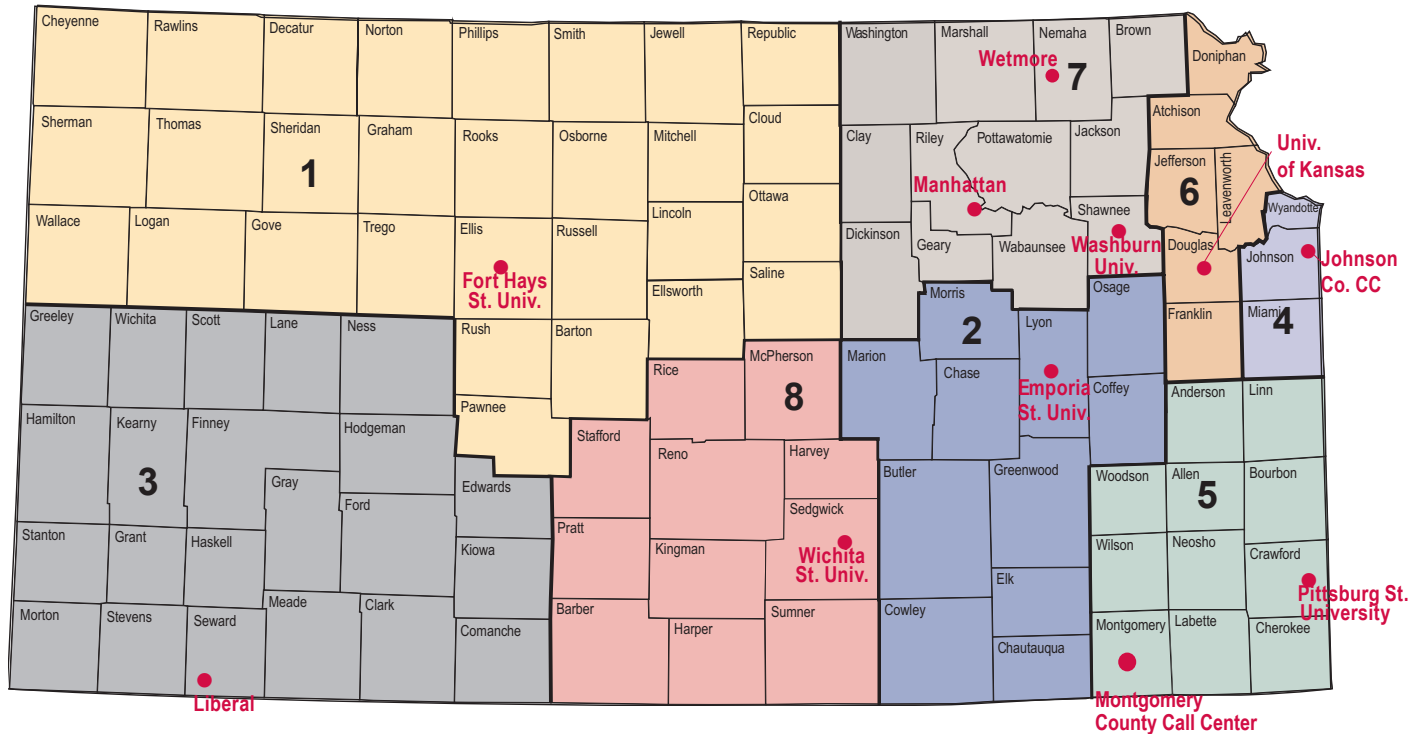 Cheyenne
Rawlins
Decatur
Norton
Phillips
Smith
Jewell
Republic
Washington
Marshall
Nemaha
Brown
Doniphan
Wetmore
7
Sherman
Thomas
Sheridan
Graham
Rooks
Osborne
Mitchell
Cloud
Clay
Riley
Pottawatomie
Jackson
Atchison
1
Jefferson
Leavenworth
6
Univ.
of Kansas
Manhattan
Wallace
Logan
Gove
Trego
Ellis
Russell
Lincoln
Ottawa
Dickinson
Geary
Wabaunsee
Shawnee
Washburn
Univ.
Douglas
Wyandotte
Johnson
Johnson
Co. CC
Fort Hays
St. Univ.
Ellsworth
Saline
Morris
Osage
Greeley
Wichita
Scott
Lane
Ness
Rush
Barton
McPherson
Marion
2
Lyon
Franklin
Miami
4
Rice
8
Chase
Emporia
St. Univ.
Coffey
Anderson
Linn
Hamilton
Kearny
Finney
Hodgeman
Pawnee
Stafford
Reno
Harvey
Butler
Greenwood
Woodson
Allen
Bourbon
3
5
Gray
Ford
Edwards
Sedgwick
Stanton
Grant
Haskell
Kiowa
Pratt
Kingman
Wichita
St. Univ.
Wilson
Neosho
Crawford
Elk
Pittsburg St.
University
Morton
Stevens
Seward
Meade
Clark
Comanche
Barber
Harper
Sumner
Cowley
Chautauqua
Montgomery
Labette
Cherokee
Liberal
Montgomery
County Call Center